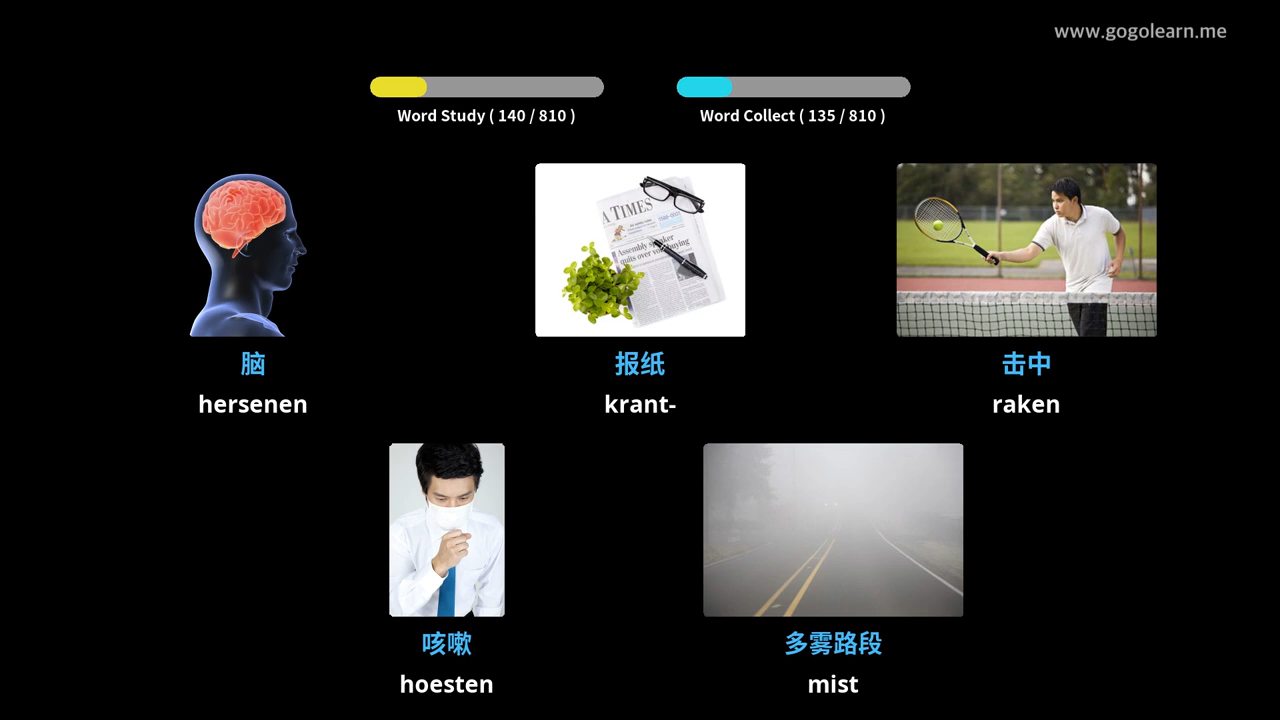 www.gogolearn.me
Word Study ( 140 / 810 )
Word Collect ( 135 / 810 )
A TIMES
脑
报纸
击中
hersenen
krant-
raken
咳嗽
多雾路段
hoesten
mist